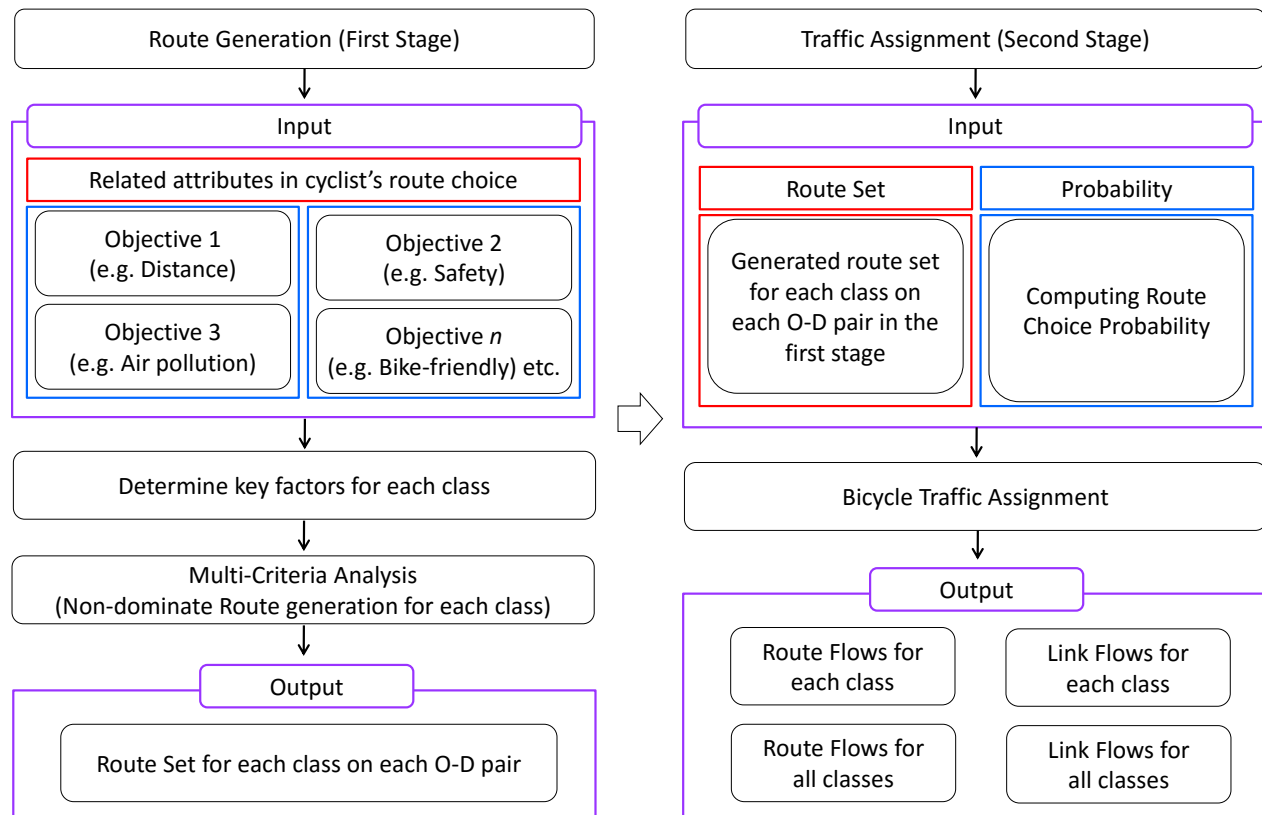 Route Generation (First Stage)
Input
Related attributes in cyclist's route choice
Objective 1
(e.g. Distance)
Objective 2
(e.g. Safety)
Objective 3
(e.g. Air pollution)
Objective n
(e.g. Bike-friendly) etc.
Determine key factors for each class
Multi-Criteria Analysis
(Non-dominate Route generation for each class)
Output
Route Set for each class on each O-D pair
Traffic Assignment (Second Stage)
Input
Route Set
Probability
Generated route set
for each class on
each O-D pair in the
first stage
Computing Route
Choice Probability
Bicycle Traffic Assignment
Output
Route Flows for
each class
Link Flows for
each class
Route Flows for
all classes
Link Flows for
all classes